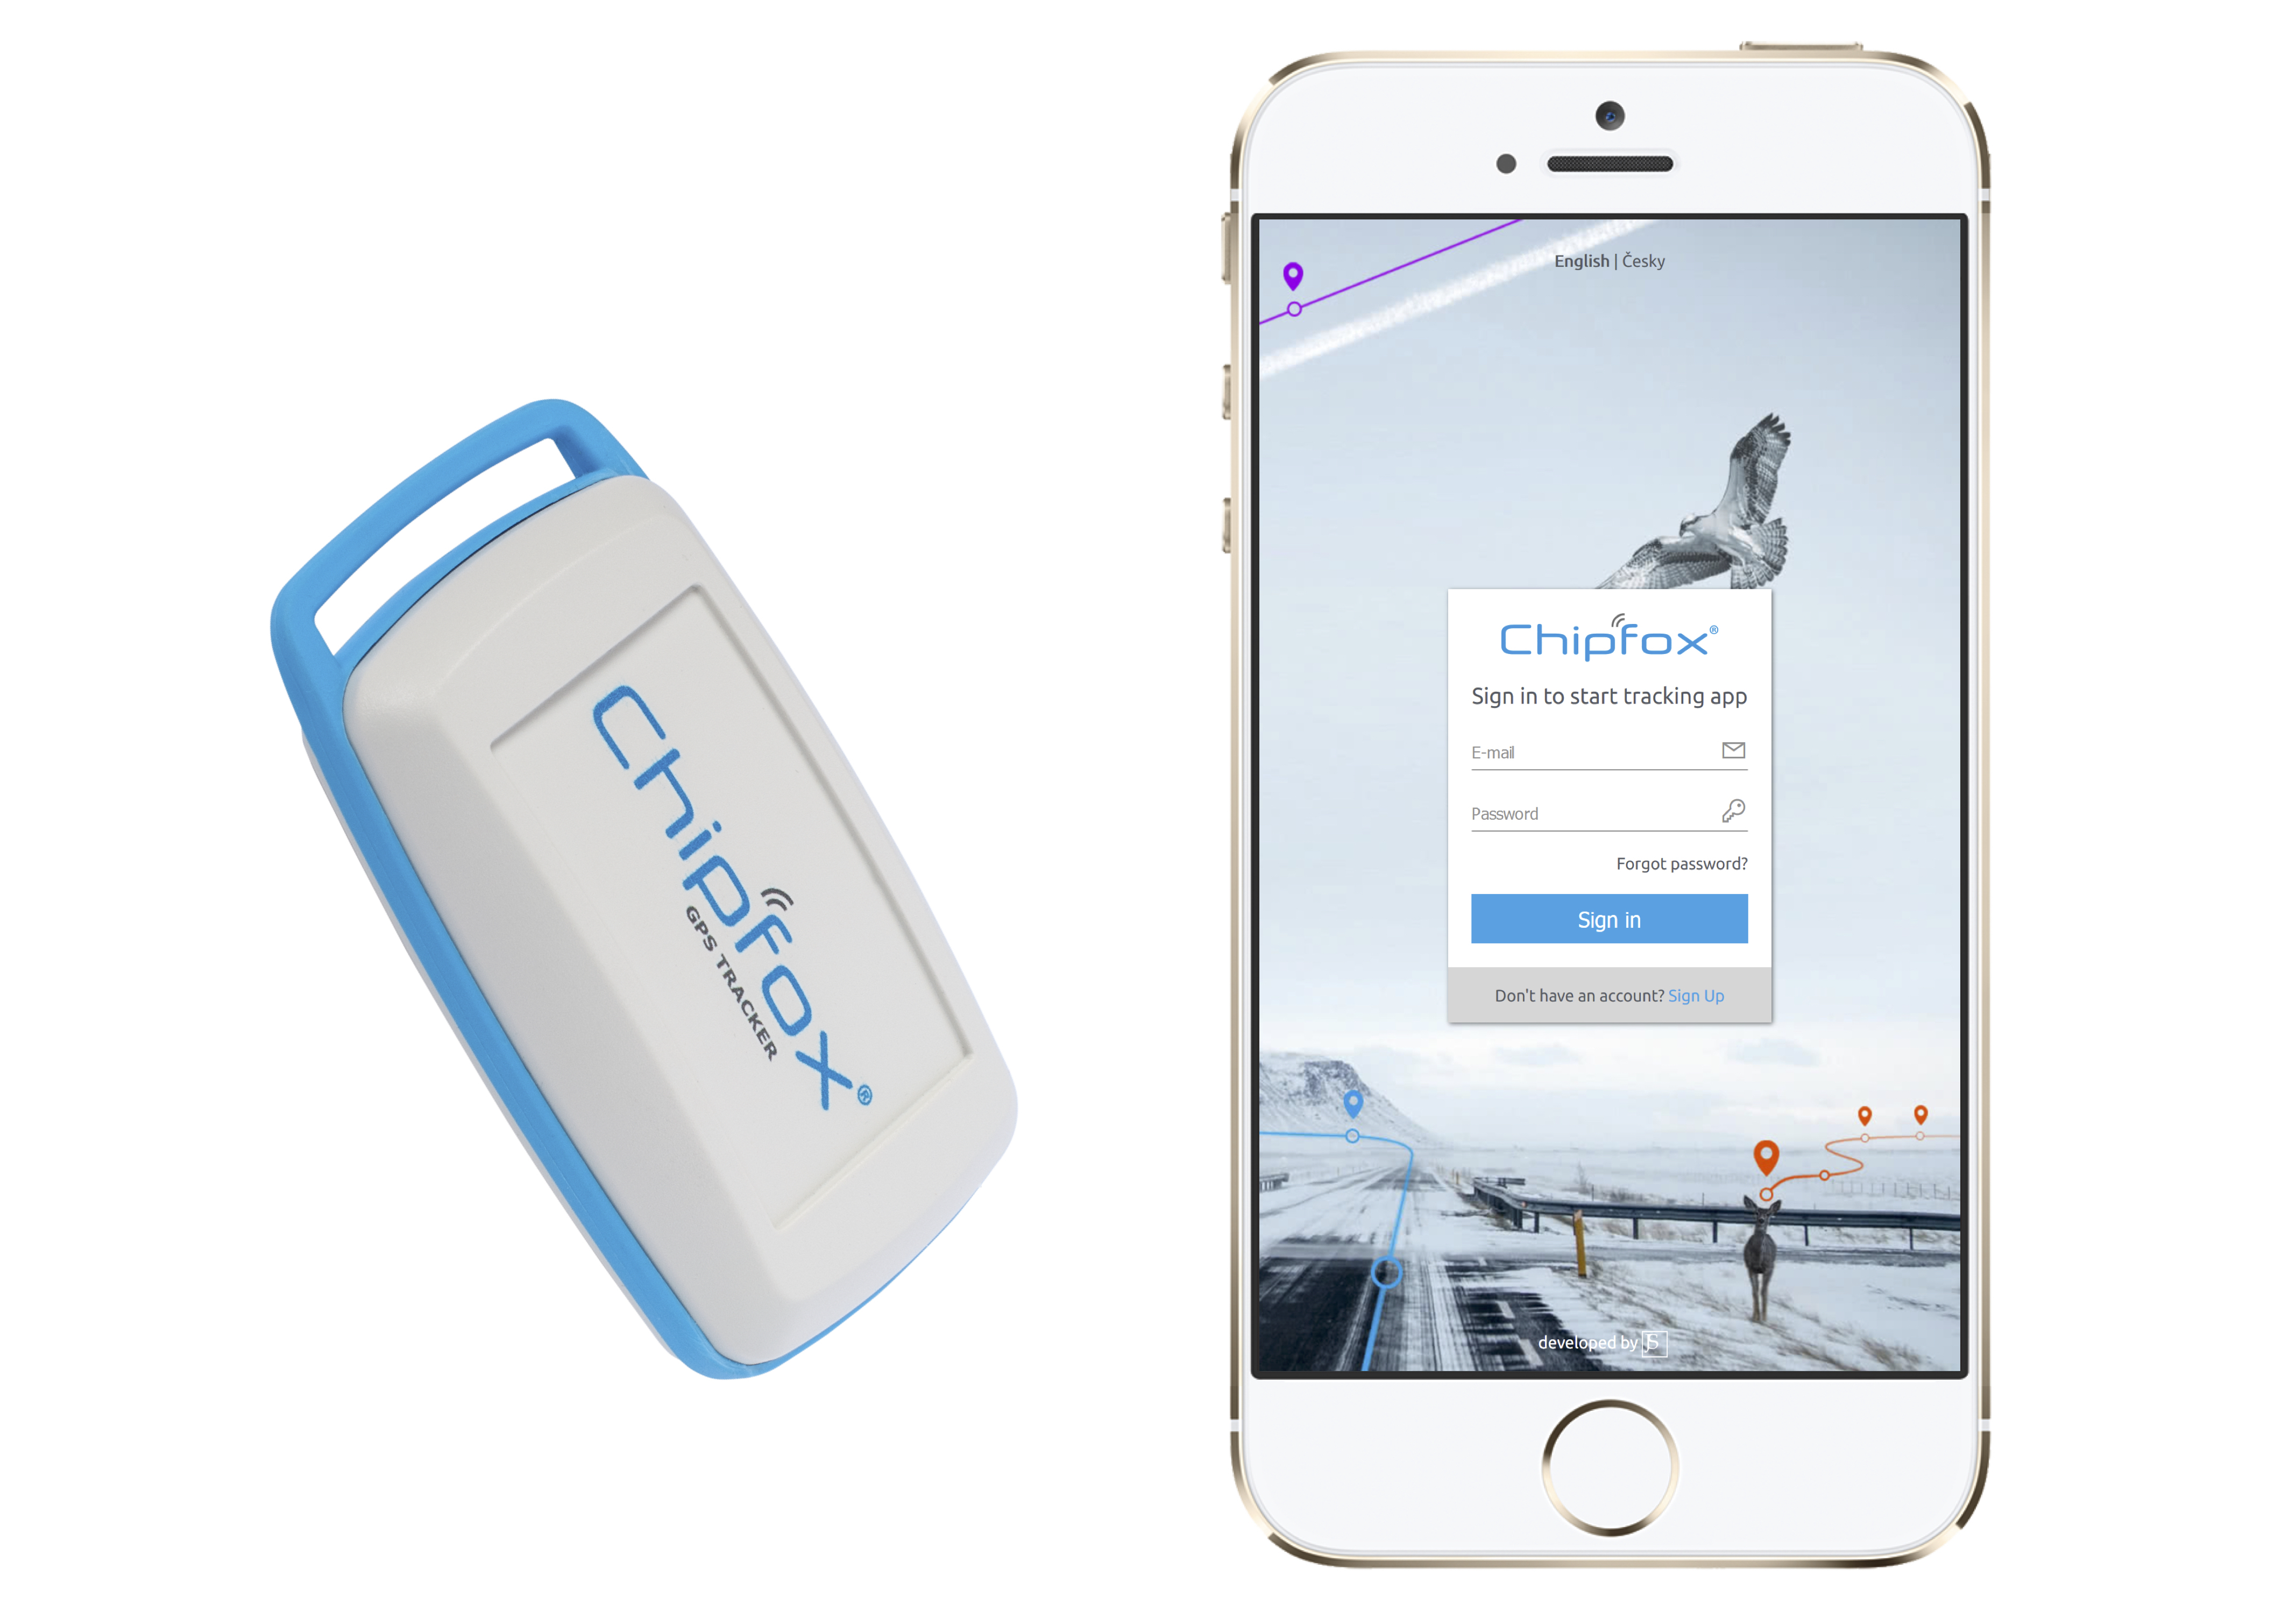 Chipfox®
GPS TRACKER
English | Česky
Chipfox®
Sign in to start tracking app
E-mail
Password
Forgot password?
Sign in
Don't have an account? Sign Up
developed by JS